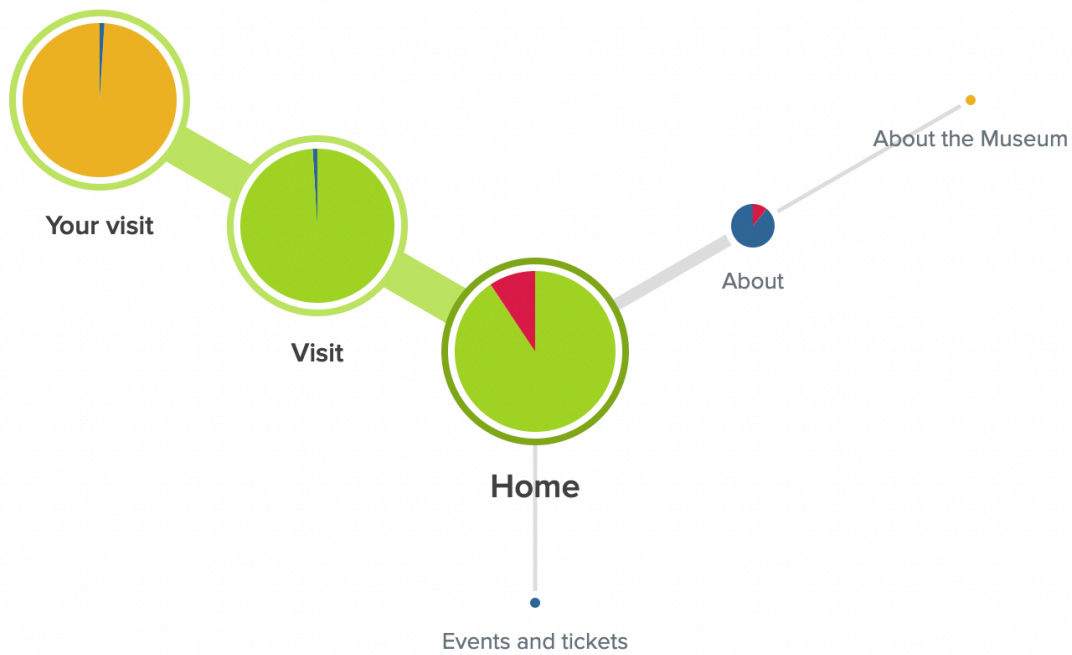 About the Museum
Your visit
About
Visit
Home
Events and tickets